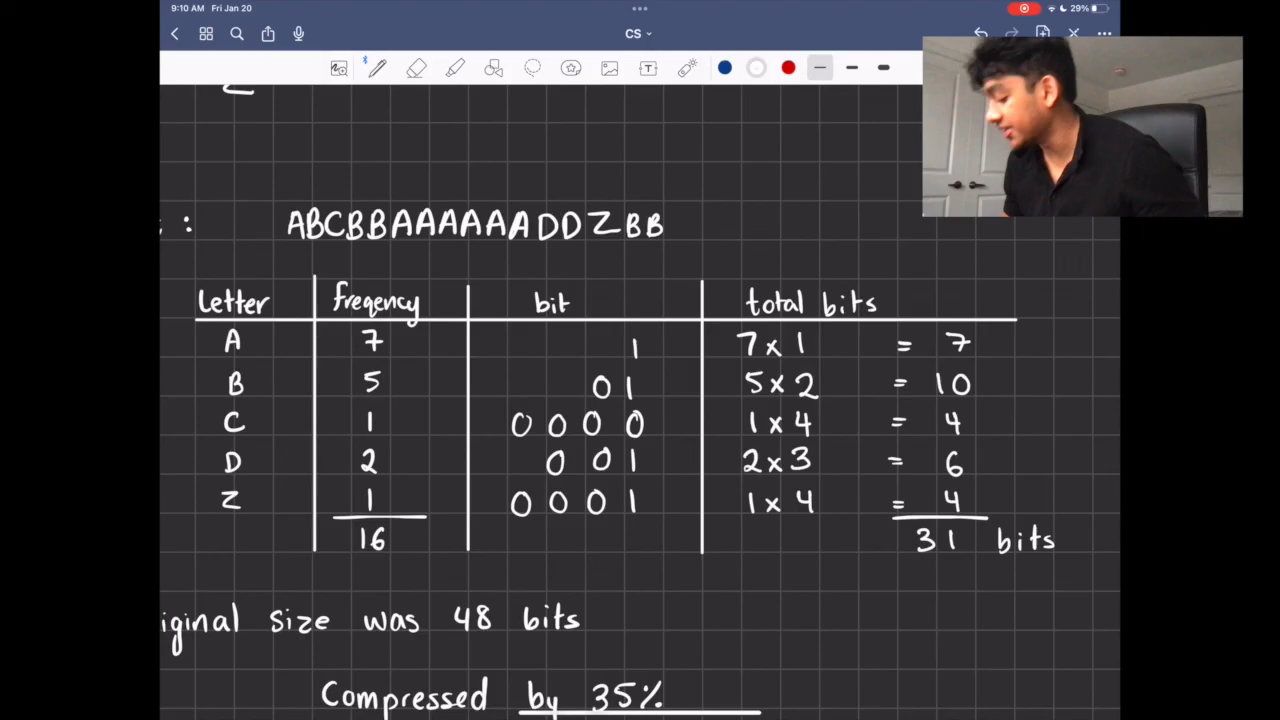 9:10 AM Fri Jan 20
29%
CS
:
ABCBBAAAAAADDZBB
Letter freqency bit total bits
A 7 1 7 x 1 = 7
B 5 01 5 x 2 = 10
C 1 0000 1 x 4 = 4
D 2 001 2 x 3 = 6
Z 1 0001 1 x 4 = 4
16 31 bits
iginal size was 48 bits
Compressed by 35%